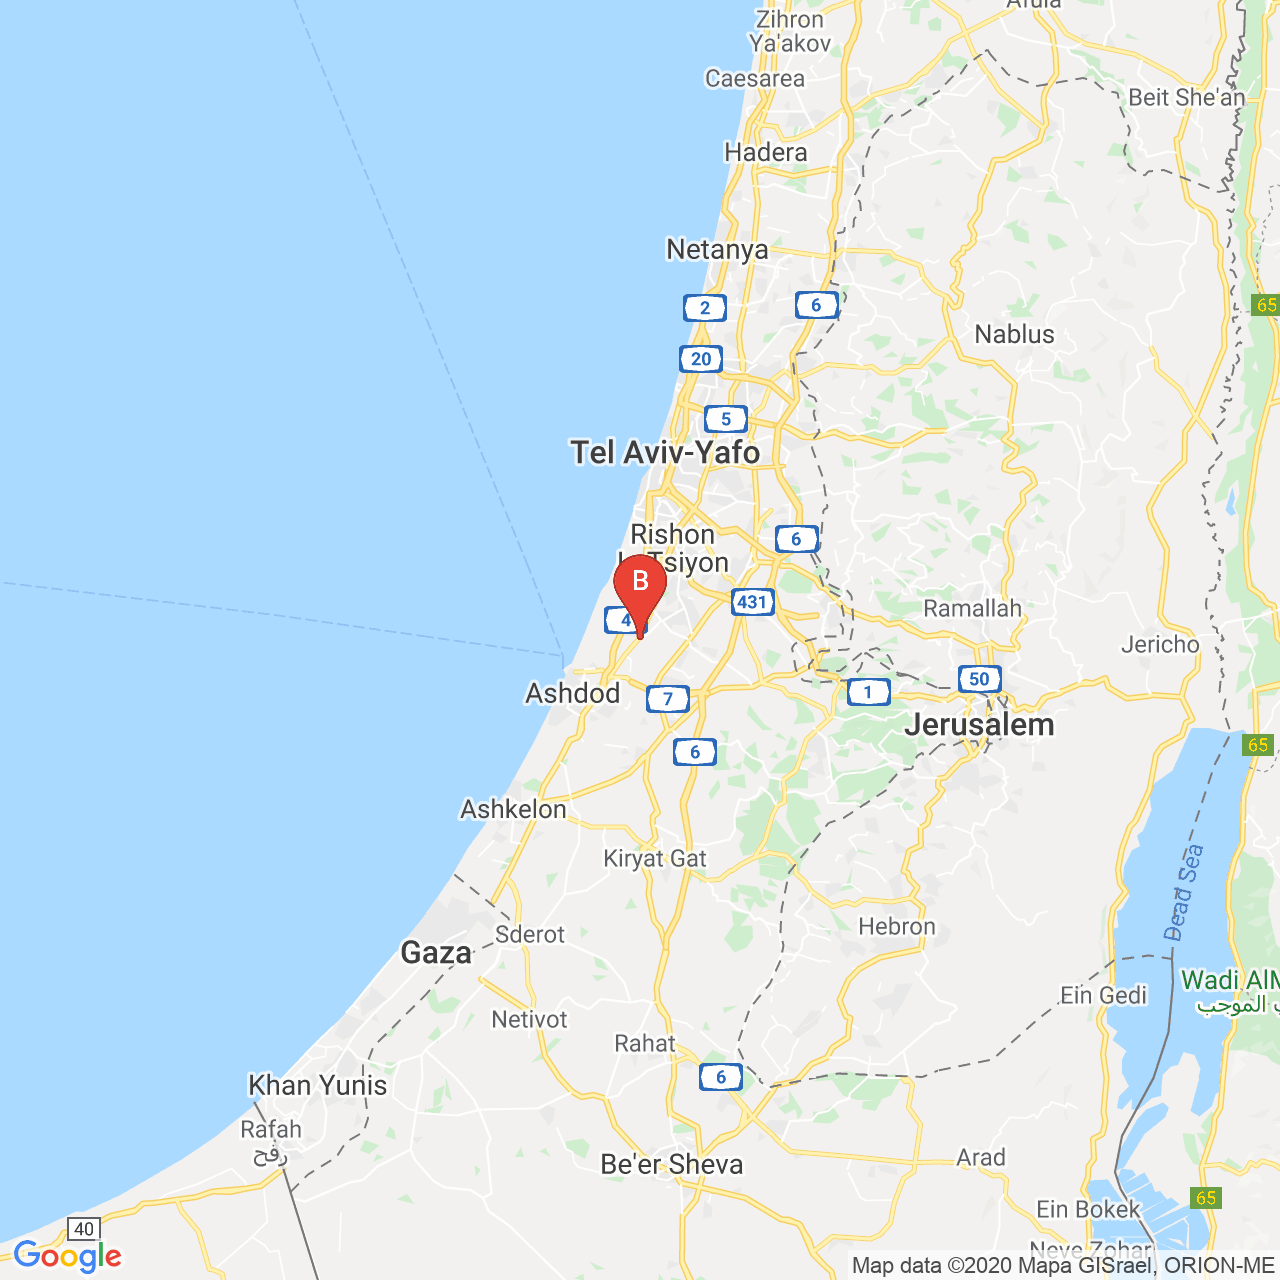 Afula
Zihron
Ya'akov
Caesarea
Beit She'an
Hadera
Netanya
2
6
65
20
Nablus
5
Tel Aviv-Yafo
Rishon
Tsiyon
6
B
431
4
Ramallah
Jericho
50
1
Ashdod
7
Jerusalem
6
65
Ashkelon
Kiryat Gat
Dead Sea
Hebron
Sderot
Gaza
Wadi AlM
ب الموجب
Ein Gedi
Netivot
Rahat
6
Khan Yunis
Rafah
رفح
Be'er Sheva
Arad
65
Ein Bokek
40
Neve Zohar
Google
Map data ©2020 Mapa GISrael, ORION-ME